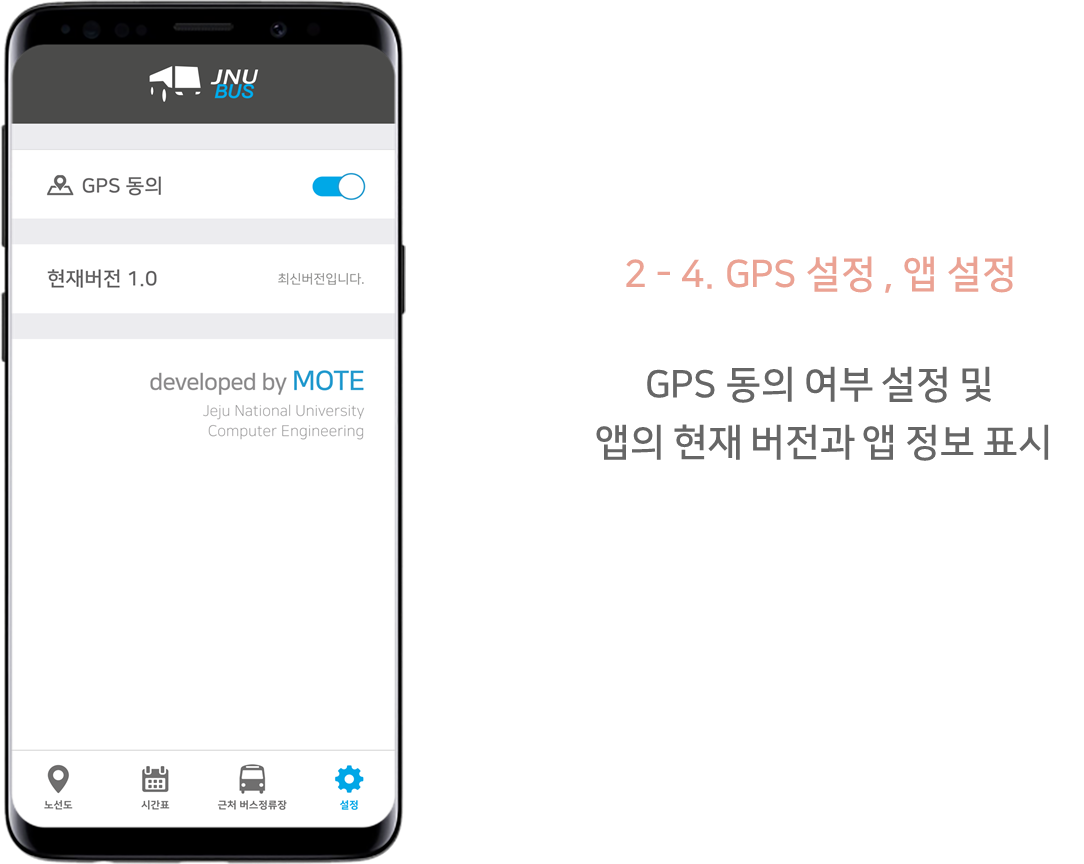 JNU
BUS
GPS 동의
현재버전 1.0
최신버전입니다.
developed by MOTE
Jeju National University
Computer Engineering
노선도
시간표
근처 버스정류장
설정
2 - 4. GPS 설정 , 앱 설정
GPS 동의 여부 설정 및
앱의 현재 버전과 앱 정보 표시